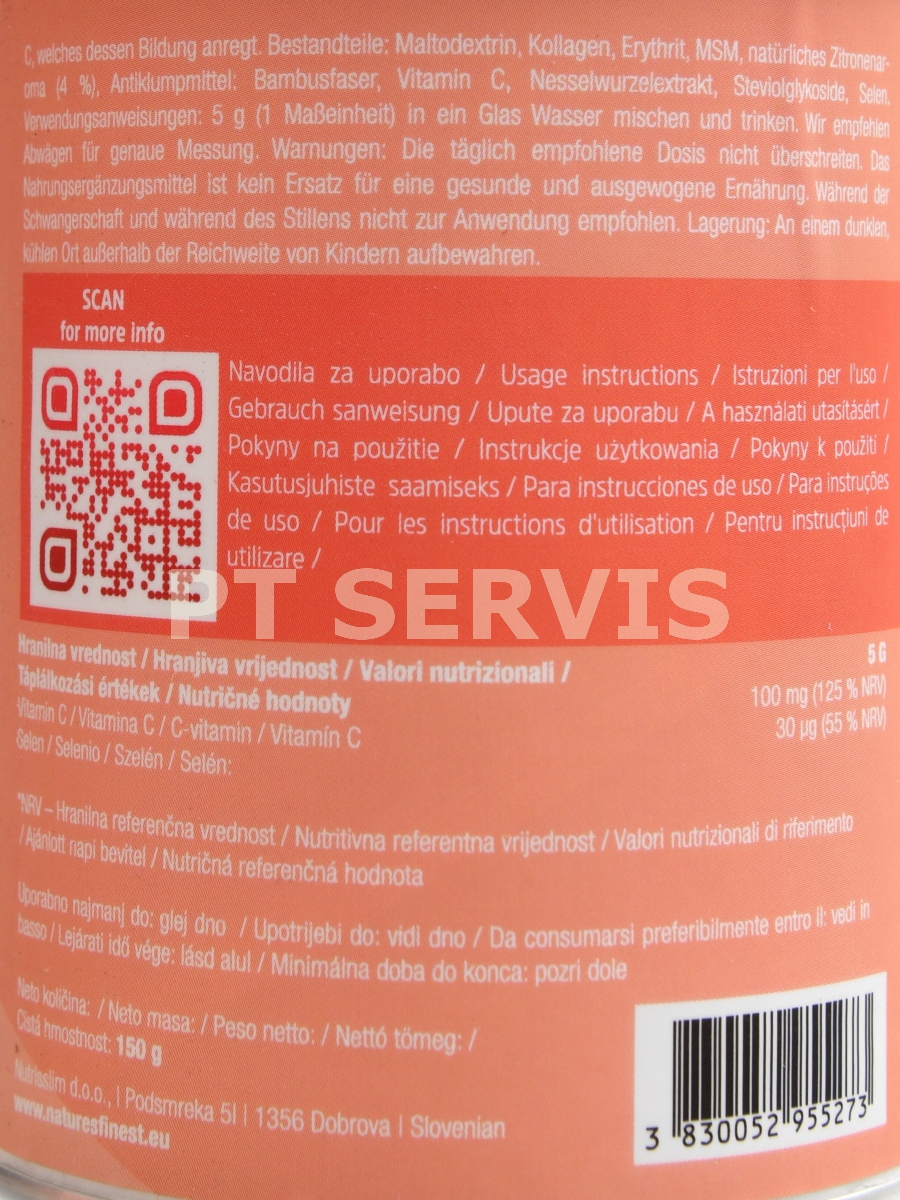 C, welches dessen Bildung anregt. Bestandteile: Maltodextrin, Kollagen, Erythrit, MSM, natürliches Zitronenar-
oma (4 %), Antiklumpmittel: Bambusfaser, Vitamin C, Nesselwurzelextrakt, Steviolglykoside, Selen.
Verwendungsanweisungen: 5 g (1 Maßeinheit) in ein Glas Wasser mischen und trinken. Wir empfehlen
Abwägen für genaue Messung. Warnungen: Die täglich empfohlene Dosis nicht überschreiten. Das
Nahrungsergänzungsmittel ist kein Ersatz für eine gesunde und ausgewogene Ernährung. Während der
Schwangerschaft und während des Stillens nicht zur Anwendung empfohlen. Lagerung: An einem dunklen,
kühlen Ort außerhalb der Reichweite von Kindern aufbewahren.
SCAN
for more info
Navodila za uporabo / Usage instructions / Istruzioni per l'uso /
Gebrauch sanweisung / Upute za uporabu / A használati utasításért /
Pokyny na použitie / Instrukcje użytkowania / Pokyny k použití /
Kasutusjuhiste saamiseks / Para instrucciones de uso / Para instruções
de uso / Pour les instructions d'utilisation / Pentru instrucțiuni de
utilizare /
PT SERVIS
Hranilna vrednost / Hranjiva vrijednost / Valori nutrizionali /
Táplálkozási értékek / Nutričné hodnoty
5 G
Vitamin C / Vitamina C / C-vitamin / Vitamín C
100 mg (125 % NRV)
Selen / Selenio / Szelén / Selén:
30 µg (55 % NRV)
*NRV – Hranilna referenčna vrednost / Nutritivna referentna vrijednost / Valori nutrizionali di riferimento
/ Ajánlott napi bevitel / Nutričná referenčná hodnota
Uporabno najmanj do: glej dno / Upotrijebi do: vidi dno / Da consumarsi preferibilmente entro il: vedi in
basso / Lejárati idő vége: lásd alul / Minimálna doba do konca: pozri dole
Neto količina: / Neto masa: / Peso netto: / Nettó tömeg: /
Čistá hmostnost: 150 g
Nutrisslim d.o.o., | Podsmreka 5l | 1356 Dobrova | Slovenian
www.naturesfinest.eu
3 830052 955273